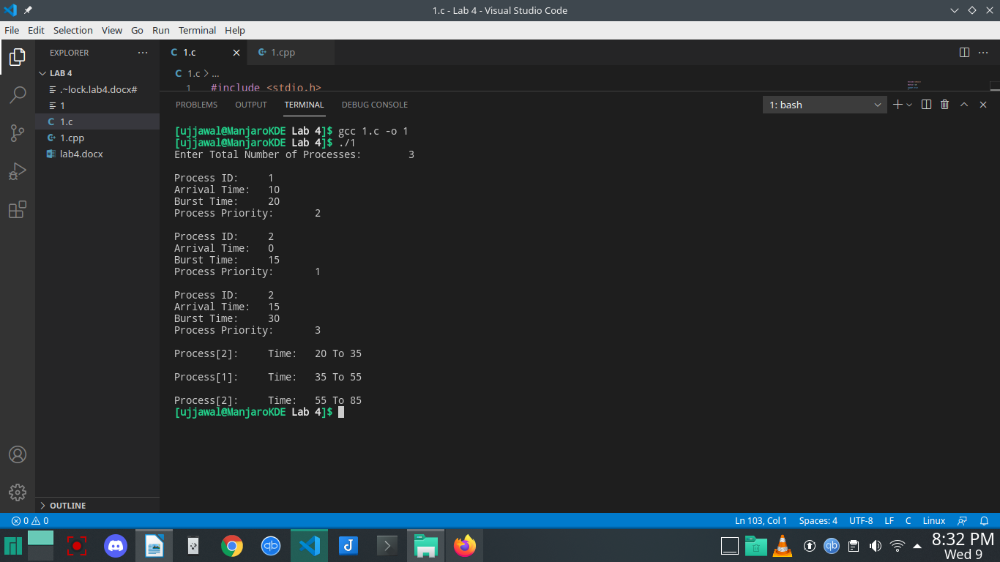 1.c - Lab 4 - Visual Studio Code
File Edit Selection View Go Run Terminal Help
EXPLORER
LAB 4
.~lock.lab4.docx#
1
1.c
1.cpp
lab4.docx
OUTLINE
1.c
1.cpp
1.c > ...
1 #include <stdio.h>
PROBLEMS OUTPUT TERMINAL DEBUG CONSOLE
1: bash
[ujjawal@ManjaroKDE Lab 4]$ gcc 1.c -o 1
[ujjawal@ManjaroKDE Lab 4]$ ./1
Enter Total Number of Processes: 3
Process ID: 1
Arrival Time: 10
Burst Time: 20
Process Priority: 2
Process ID: 2
Arrival Time: 0
Burst Time: 15
Process Priority: 1
Process ID: 2
Arrival Time: 15
Burst Time: 30
Process Priority: 3
Process[2]: Time: 20 To 35
Process[1]: Time: 35 To 55
Process[2]: Time: 55 To 85
[ujjawal@ManjaroKDE Lab 4]$
0 0
Ln 103, Col 1 Spaces: 4 UTF-8 LF C Linux
8:32 PM
Wed 9